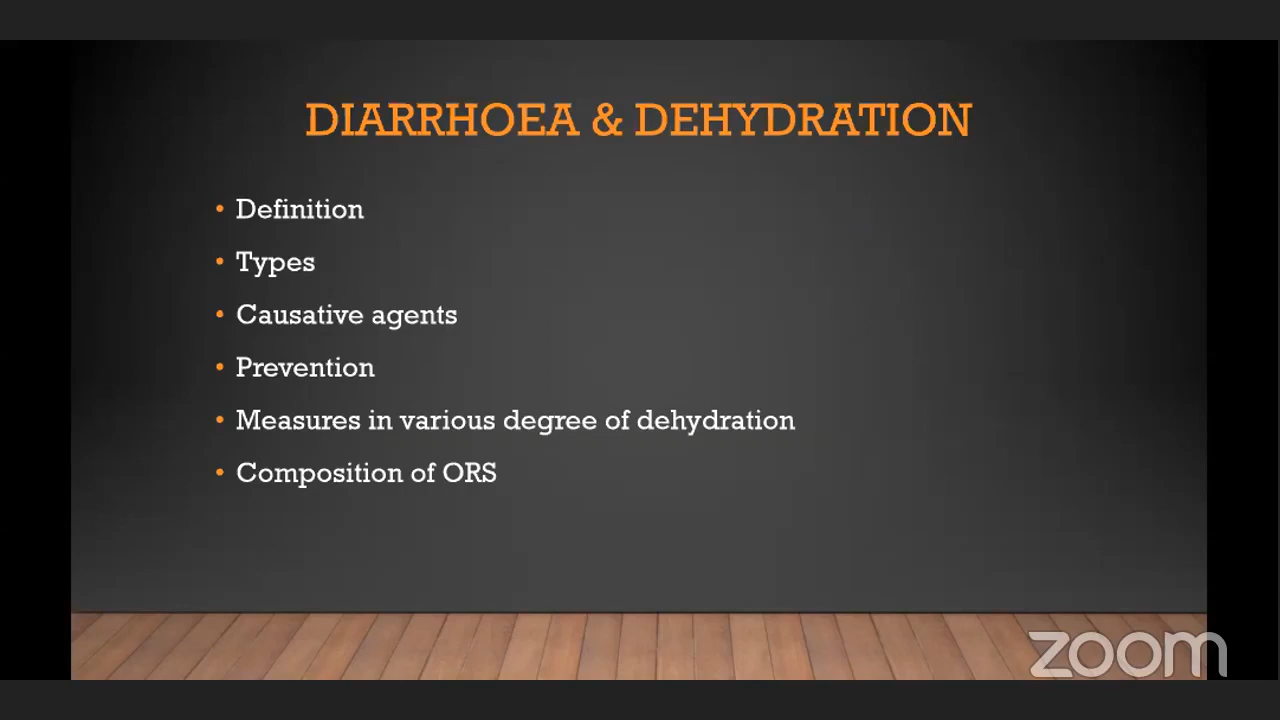 DIARRHOEA & DEHYDRATION
• Definition
• Types
• Causative agents
• Prevention
• Measures in various degree of dehydration
• Composition of ORS
zoom